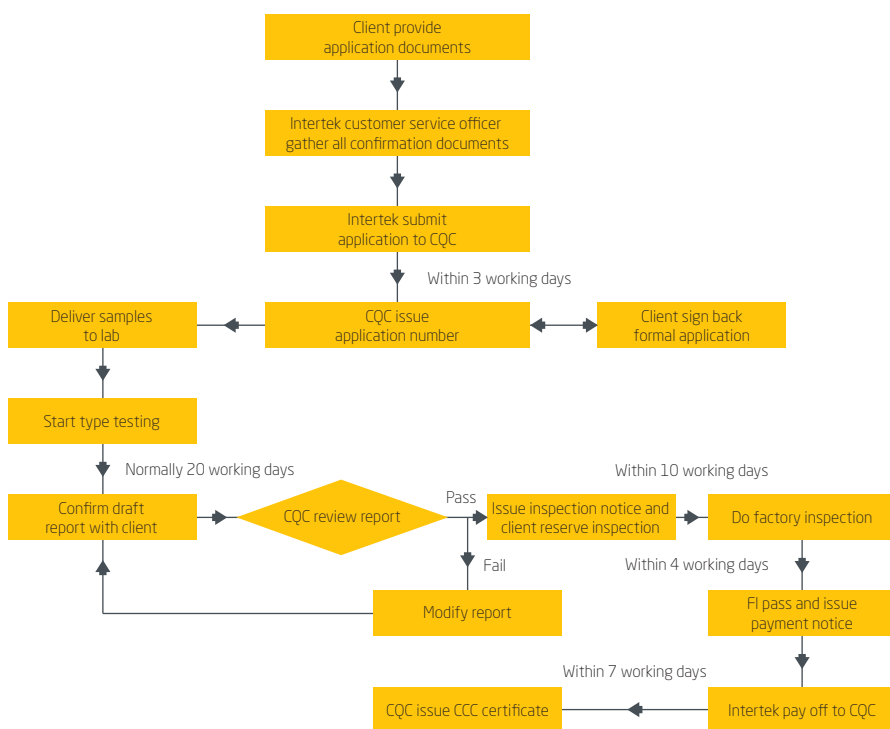 Client provide
application documents
Intertek customer service officer
gather all confirmation documents
Intertek submit
application to CQC
Within 3 working days
Deliver samples
to lab
CQC issue
application number
Client sign back
formal application
Start type testing
Normally 20 working days
Within 10 working days
Confirm draft
report with client
CQC review report
Pass
Issue inspection notice and
client reserve inspection
Do factory inspection
Fail
Within 4 working days
Modify report
FI pass and issue
payment notice
Within 7 working days
CQC issue CCC certificate
Intertek pay off to CQC